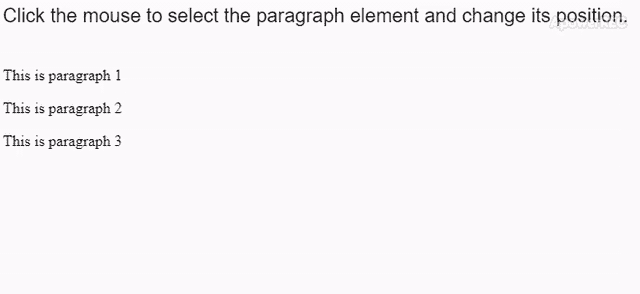 Click the mouse to select the paragraph element and change its position.
This is paragraph 1
This is paragraph 2
This is paragraph 3